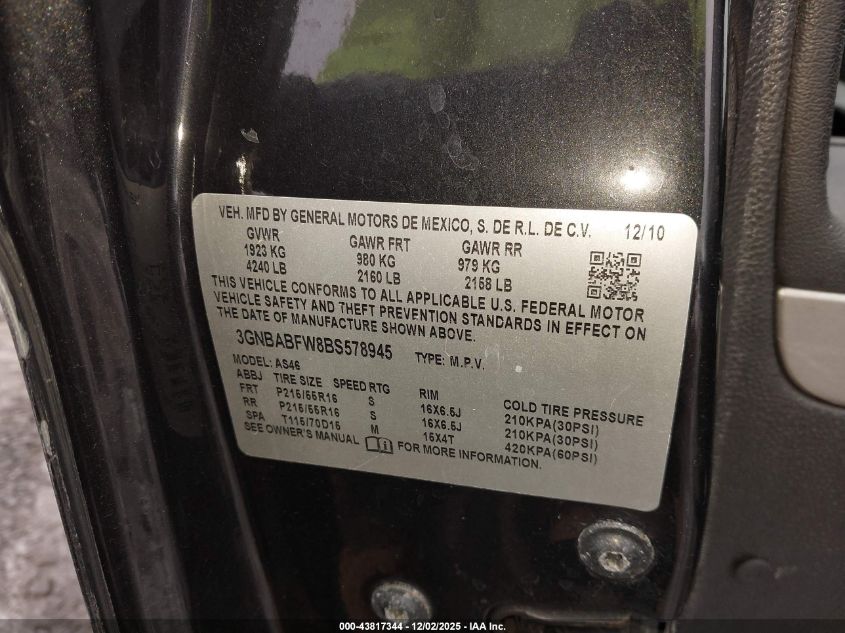 VEH. MFD BY GENERAL MOTORS DE MEXICO, S. DE R.L. DE C.V. 12/10
GVWR GAWR FRT GAWR RR
1923 KG 980 KG 979 KG
4240 LB 2160 LB 2158 LB
THIS VEHICLE CONFORMS TO ALL APPLICABLE U.S. FEDERAL MOTOR
VEHICLE SAFETY AND THEFT PREVENTION STANDARDS IN EFFECT ON
THE DATE OF MANUFACTURE SHOWN ABOVE.
3GNBABFW8BS578945 TYPE: M.P.V.
MODEL: AS46
ABBJ TIRE SIZE SPEED RTG RIM COLD TIRE PRESSURE
FRT P215/55R16 S 16X6.5J 210KPA(30PSI)
RR P215/55R16 S 16X6.5J 210KPA(30PSI)
SPA T115/70D15 M 16X4T 420KPA(60PSI)
SEE OWNER'S MANUAL FOR MORE INFORMATION.
000-43817344 - 12/02/2025 - IAA Inc.